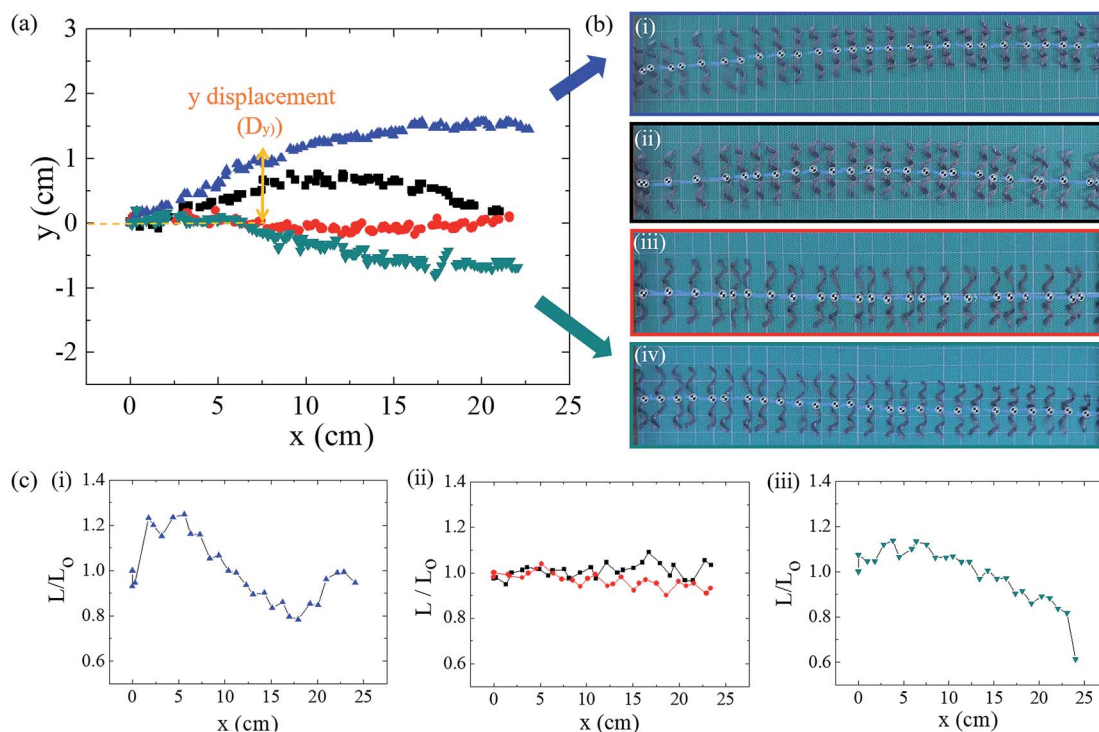 (a)
3
2
1
0
-1
-2
y (cm)
y displacement
(Dy))
0 5 10 15 20 25
x (cm)
(b)
(i)
(ii)
(iii)
(iv)
(c) (i)
1.4
1.2
1.0
0.8
0.6
L/Lo
0 5 10 15 20 25
x (cm)
(ii)
1.4
1.2
1.0
0.8
0.6
L / Lo
0 5 10 15 20 25
x (cm)
(iii)
1.4
1.2
1.0
0.8
0.6
L/Lo
0 5 10 15 20 25
x (cm)